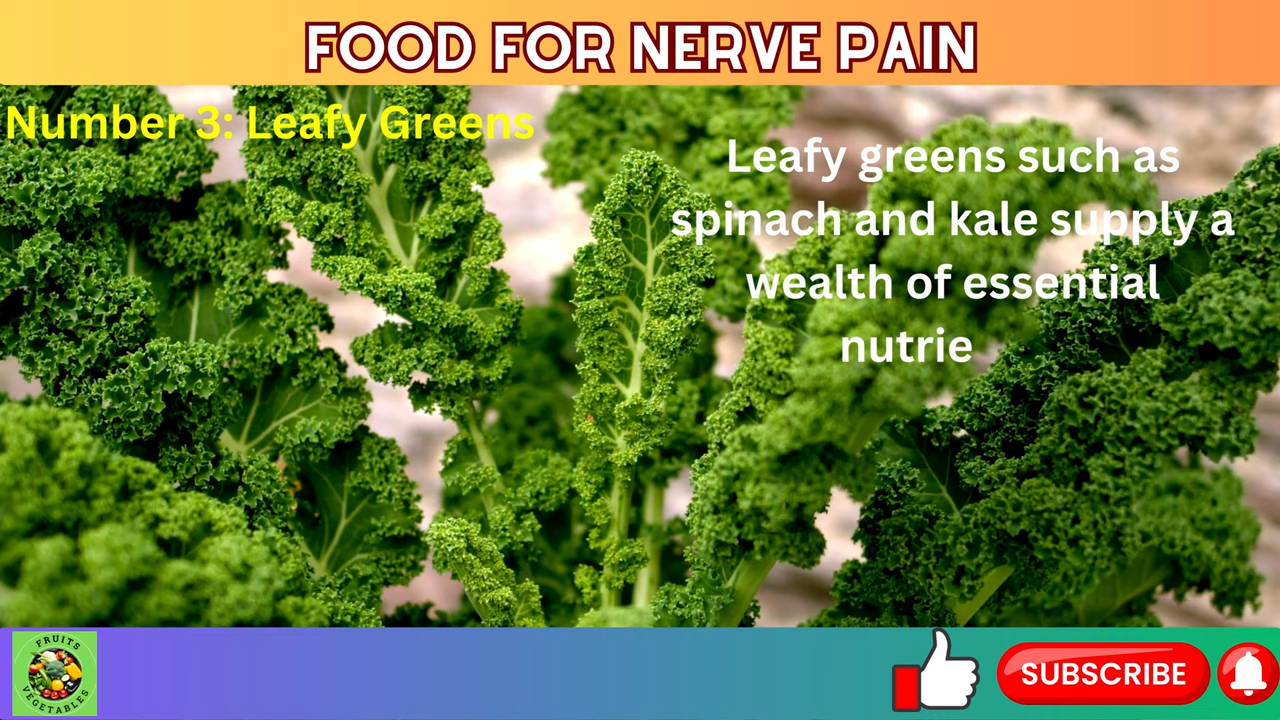 FOOD FOR NERVE PAIN
Number 3: Leafy Greens
Leafy greens such as
spinach and kale supply a
wealth of essential
nutrie
FRUITS
VEGETABLES
SUBSCRIBE